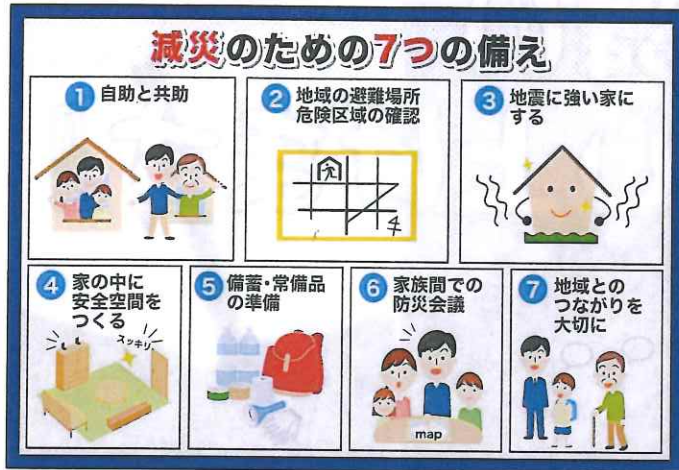 減災のための7つの備え
1 自助と共助
2 地域の避難場所
危険区域の確認
3 地震に強い家に
する
4 家の中に
安全空間を
つくる
スッキリ
5 備蓄・常備品
の準備
6 家族間での
防災会議
map
7 地域との
つながりを
大切に